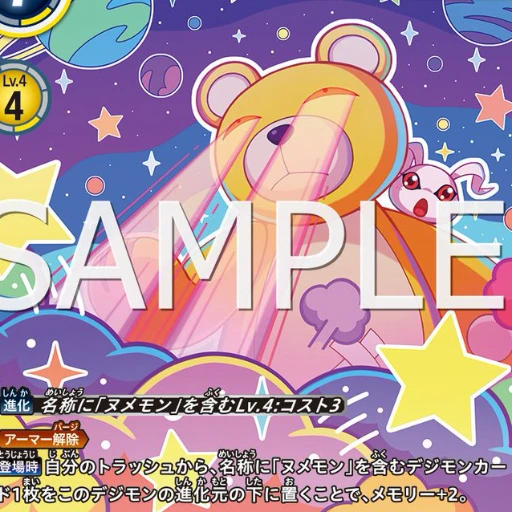 Lv.4
4
SAMPLE
進化 名称に「ヌメモン」を含むLv.4:コスト3
アーマー解除
登場時 自分のトラッシュから、名称に「ヌメモン」を含むデジモンカー
ド1枚をこのデジモンの進化元の下に置くことで、メモリー+2。